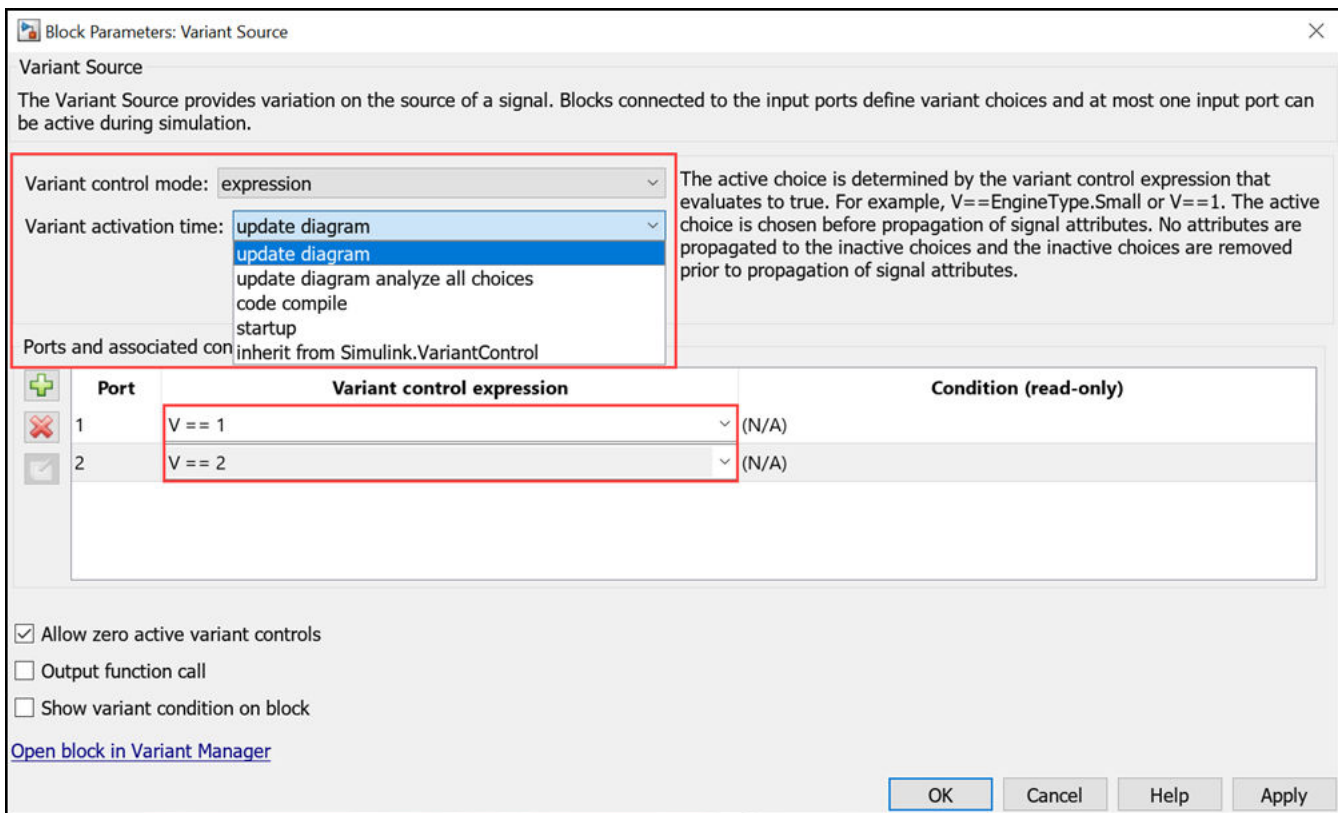 Block Parameters: Variant Source
Variant Source
The Variant Source provides variation on the source of a signal. Blocks connected to the input ports define variant choices and at most one input port can
be active during simulation.
Variant control mode: expression
Variant activation time: update diagram
update diagram
update diagram analyze all choices
code compile
startup
inherit from Simulink.VariantControl
The active choice is determined by the variant control expression that
evaluates to true. For example, V==EngineType.Small or V==1. The active
choice is chosen before propagation of signal attributes. No attributes are
propagated to the inactive choices and the inactive choices are removed
prior to propagation of signal attributes.
Ports and associated con
Port Variant control expression Condition (read-only)
1 V == 1 (N/A)
2 V == 2 (N/A)
Allow zero active variant controls
Output function call
Show variant condition on block
Open block in Variant Manager
OK Cancel Help Apply